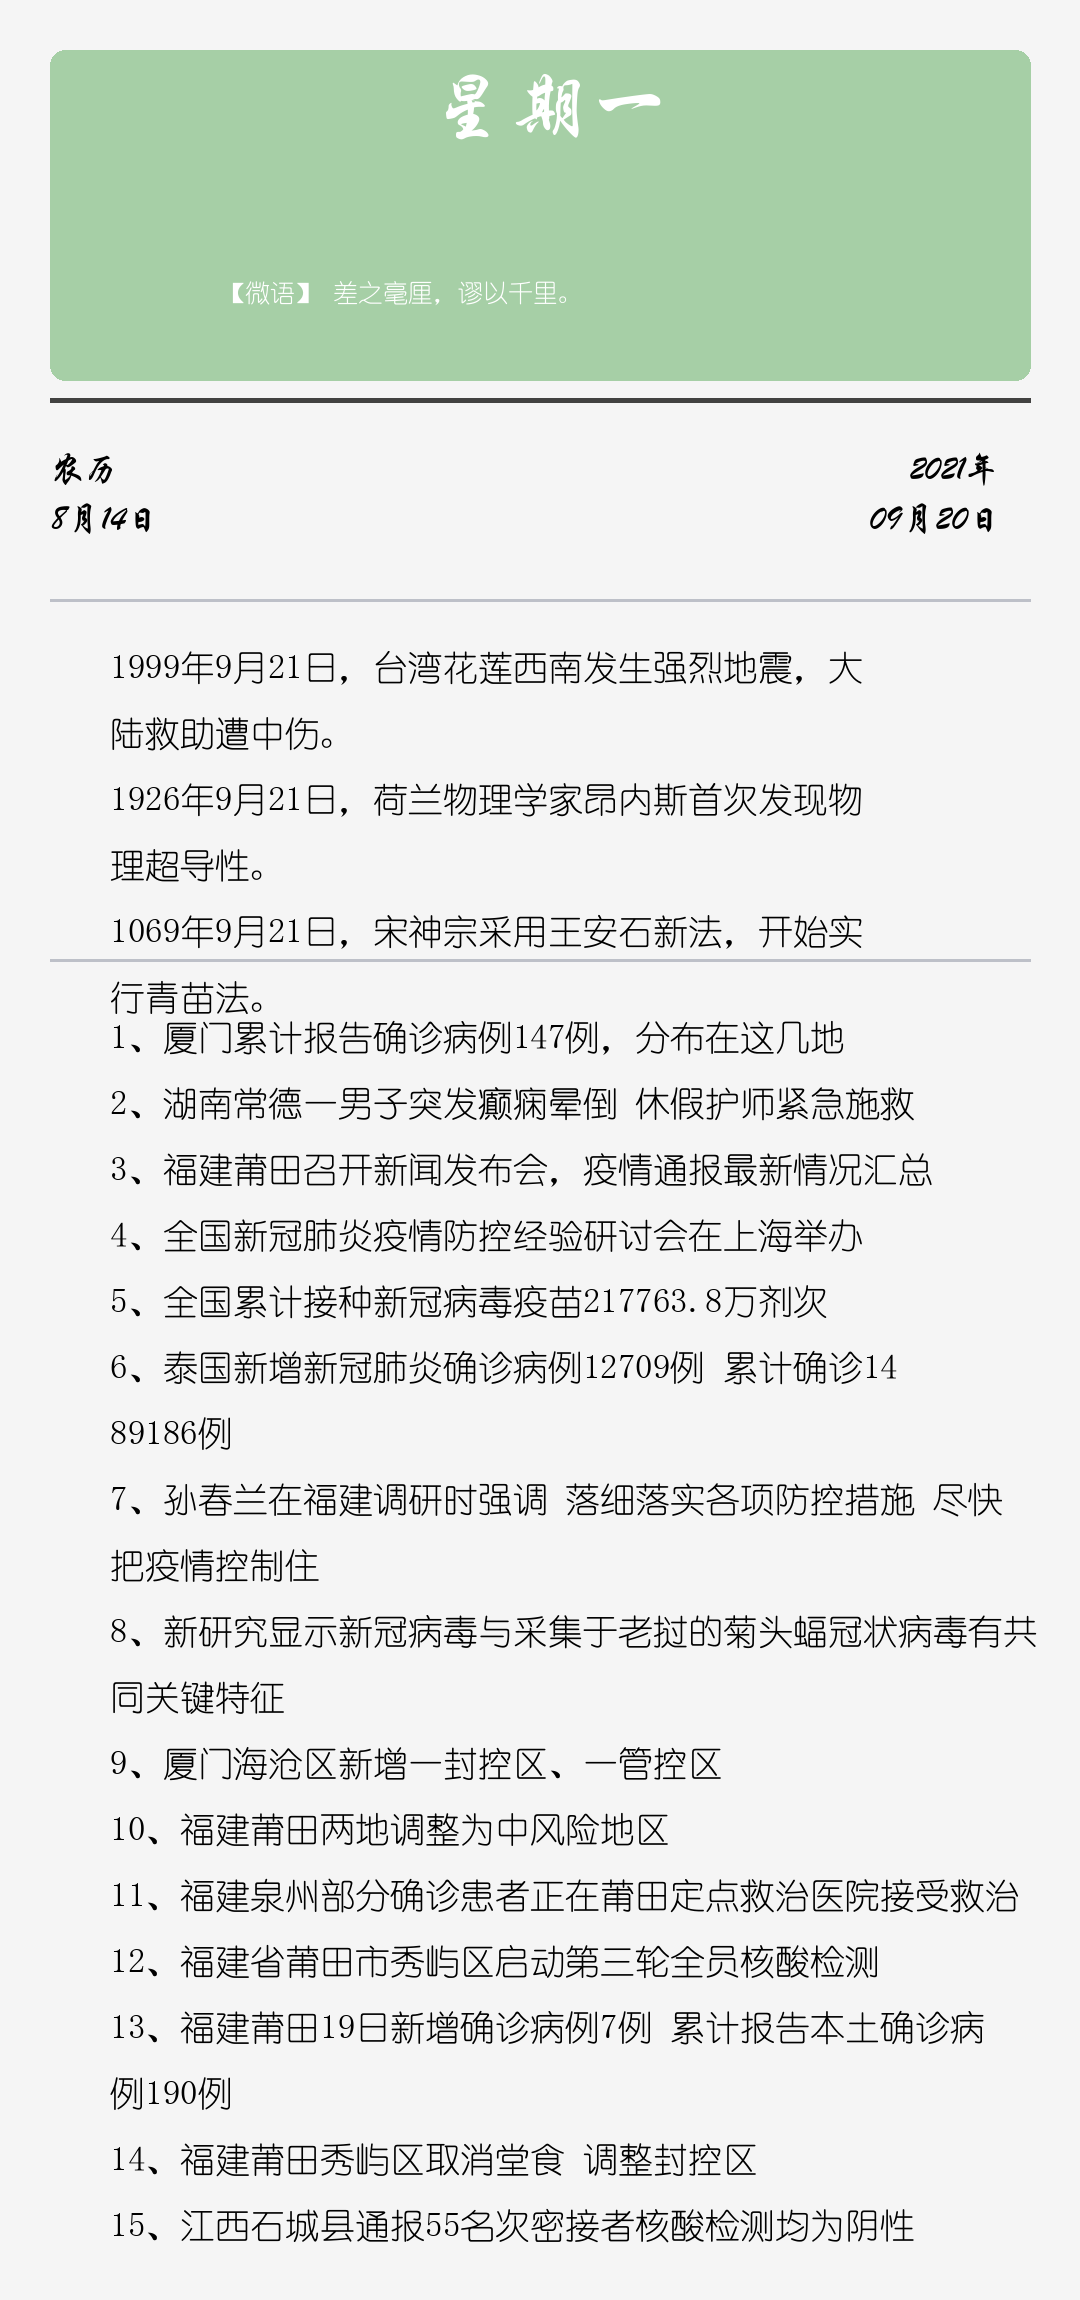 星期一
【微语】 差之毫厘，谬以千里。
农历
8月14日
2021年
09月20日
1999年9月21日，台湾花莲西南发生强烈地震，大
陆救助遭中伤。
1926年9月21日，荷兰物理学家昂内斯首次发现物
理超导性。
1069年9月21日，宋神宗采用王安石新法，开始实
行青苗法。
1、厦门累计报告确诊病例147例，分布在这几地
2、湖南常德一男子突发癫痫晕倒 休假护师紧急施救
3、福建莆田召开新闻发布会，疫情通报最新情况汇总
4、全国新冠肺炎疫情防控经验研讨会在上海举办
5、全国累计接种新冠病毒疫苗217763.8万剂次
6、泰国新增新冠肺炎确诊病例12709例 累计确诊14
89186例
7、孙春兰在福建调研时强调 落细落实各项防控措施 尽快
把疫情控制住
8、新研究显示新冠病毒与采集于老挝的菊头蝠冠状病毒有共
同关键特征
9、厦门海沧区新增一封控区、一管控区
10、福建莆田两地调整为中风险地区
11、福建泉州部分确诊患者正在莆田定点救治医院接受救治
12、福建省莆田市秀屿区启动第三轮全员核酸检测
13、福建莆田19日新增确诊病例7例 累计报告本土确诊病
例190例
14、福建莆田秀屿区取消堂食 调整封控区
15、江西石城县通报55名次密接者核酸检测均为阴性